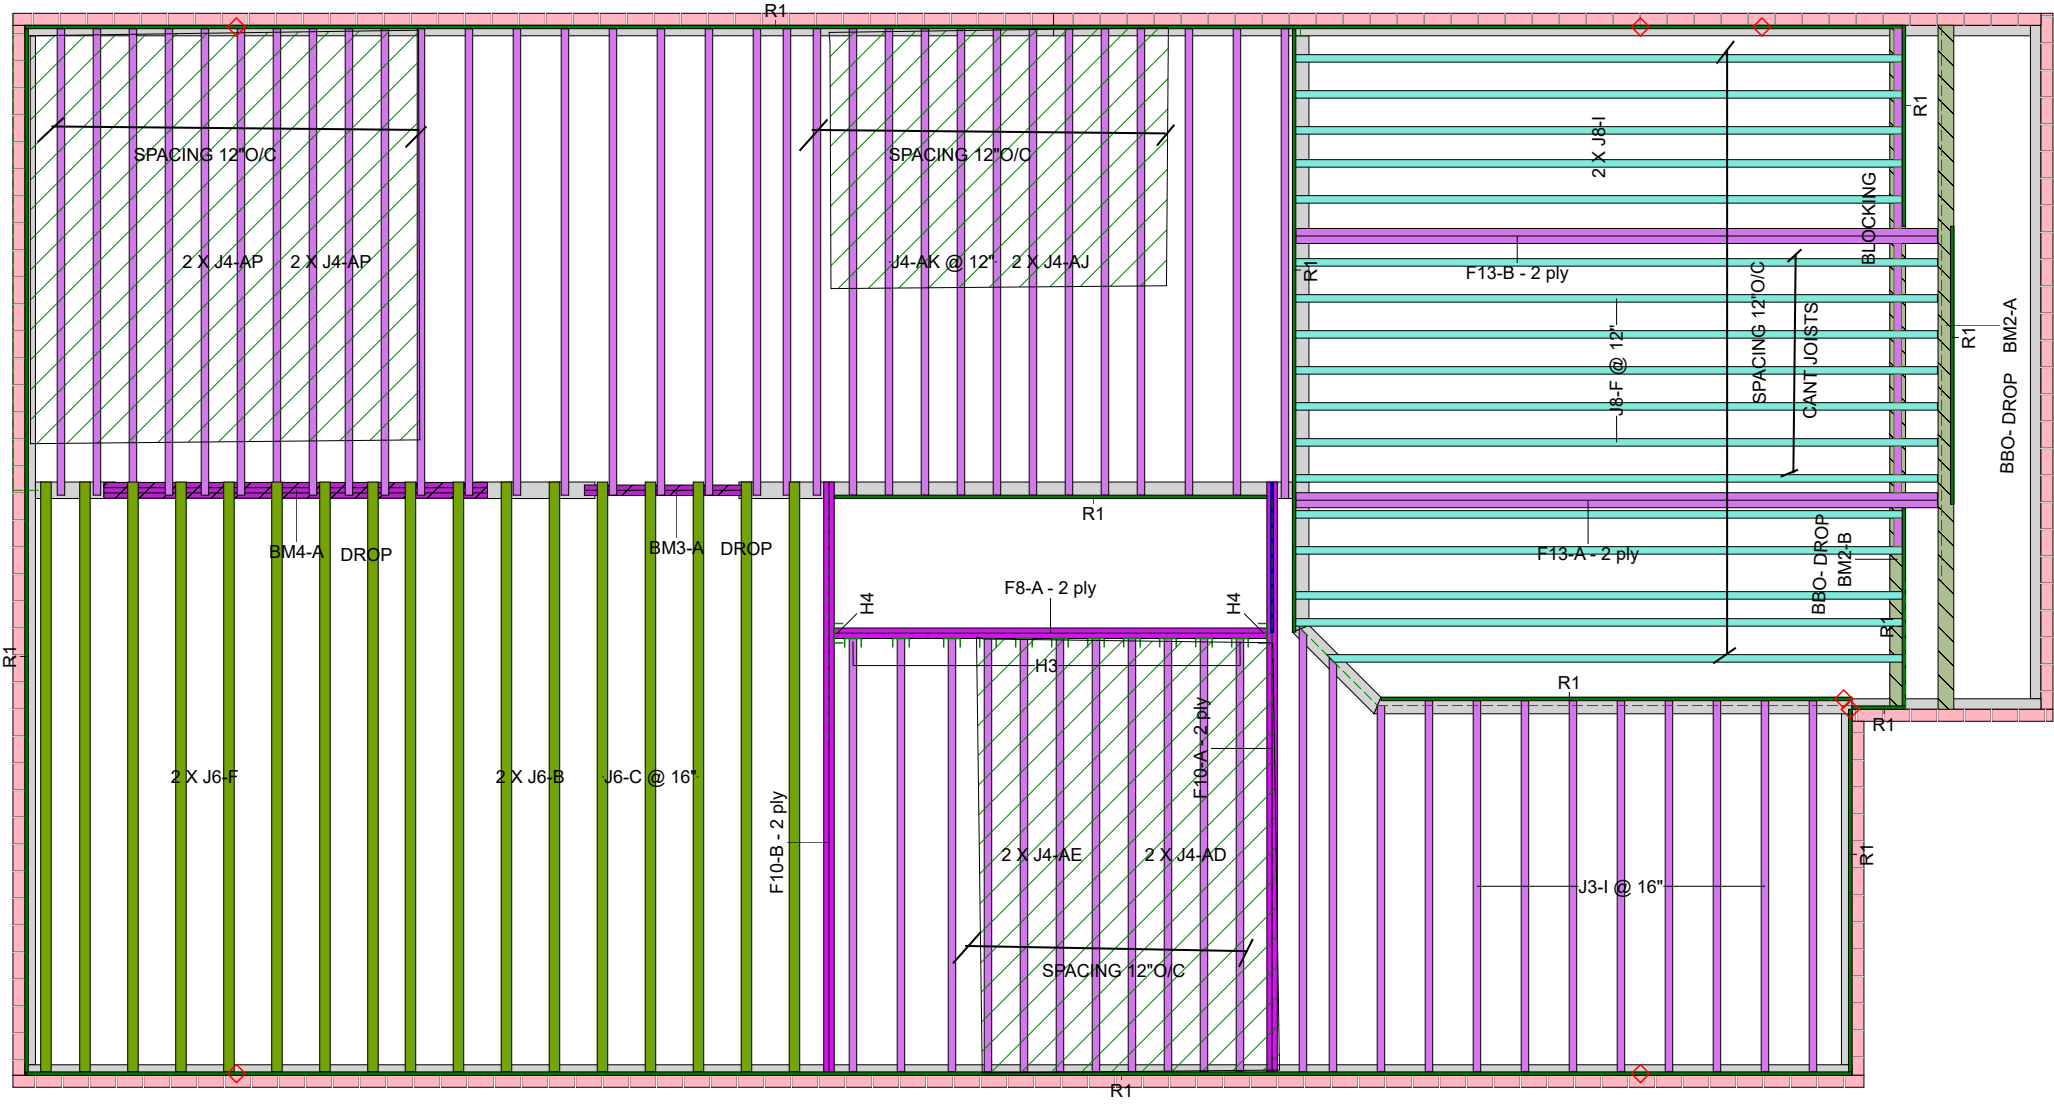 R1
SPACING 12"O/C
SPACING 12"O/C
2 X J4-AP
2 X J4-AP
J4-AK @ 12"
2 X J4-AJ
2 X J8-I
R1
BLOCKING
R1
F13-B - 2 ply
SPACING 12"O/C
J8-F @ 12"
CANT JOISTS
R1
BM2-A
BBO- DROP
R1
BM4-A
DROP
BM3-A
DROP
F13-A - 2 ply
BBO- DROP
BM2-B
F8-A - 2 ply
H4
H4
R1
R1
H3
R1
R1
F10-A - 2 ply
2 X J6-F
2 X J6-B
J6-C @ 16"
F10-B - 2 ply
2 X J4-AE
2 X J4-AD
R1
J3-I @ 16"
SPACING 12"O/C
R1